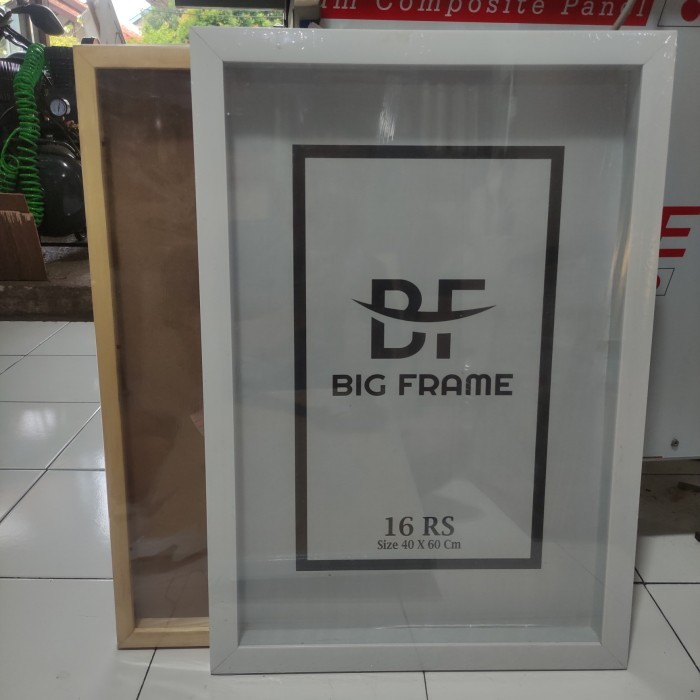 Composite Panel
E
BF
BIG FRAME
16 RS
Size 40 X 60 Cm